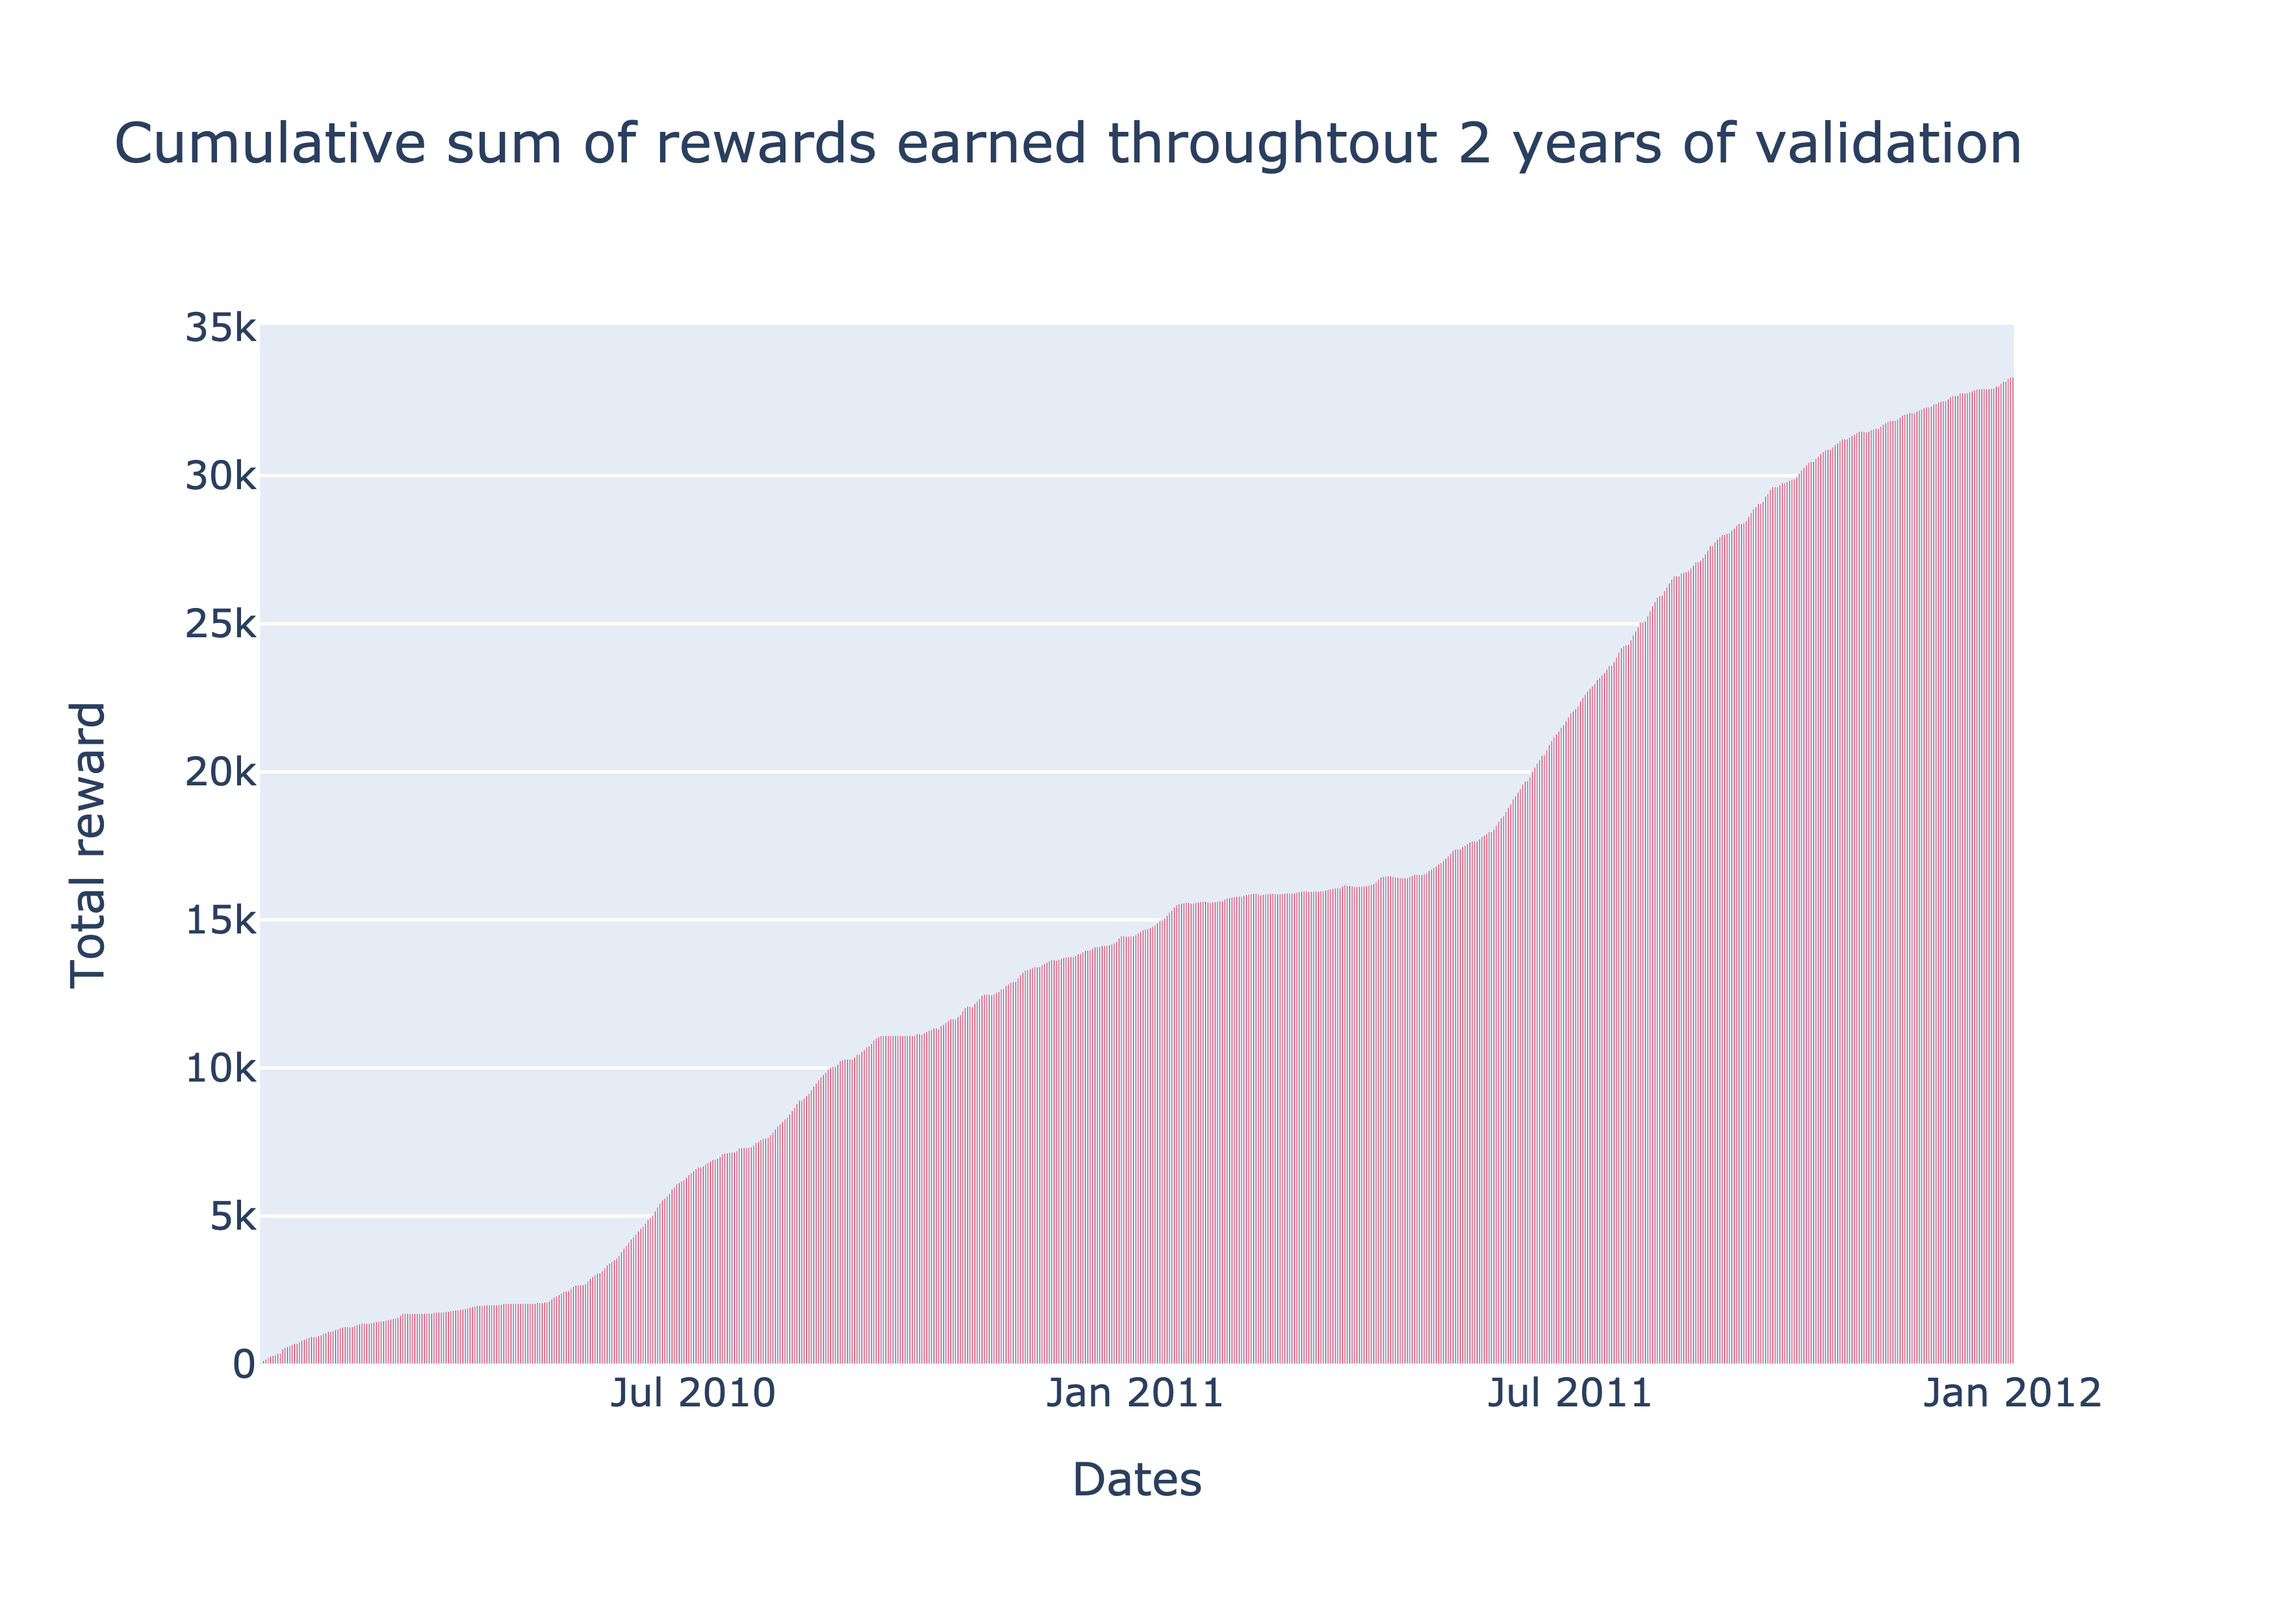 Cumulative sum of rewards earned throughtout 2 years of validation
35k
30k
25k
20k
15k
10k
5k
0
Total reward
Jul 2010
Jan 2011
Jul 2011
Jan 2012
Dates